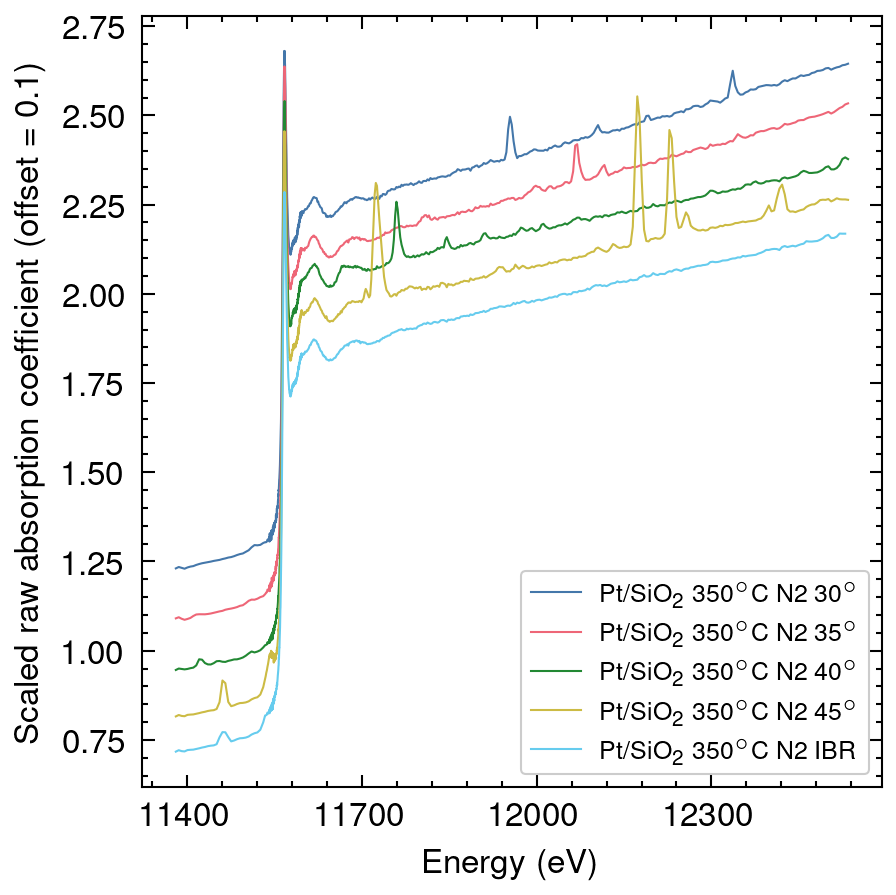 Scaled raw absorption coefficient (offset = 0.1)
2.75
2.50
2.25
2.00
1.75
1.50
1.25
1.00
0.75
11400 11700 12000 12300
Energy (eV)
Pt/SiO₂ 350°C N2 30°
Pt/SiO₂ 350°C N2 35°
Pt/SiO₂ 350°C N2 40°
Pt/SiO₂ 350°C N2 45°
Pt/SiO₂ 350°C N2 IBR